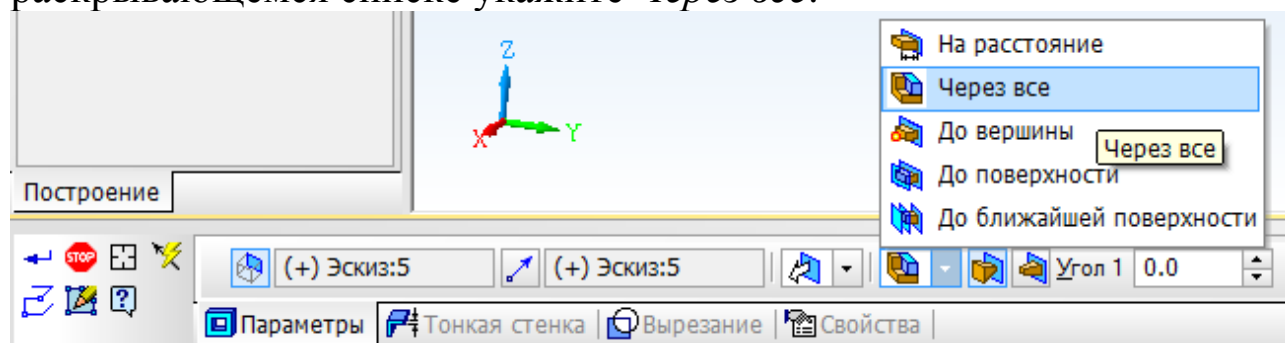 раскрывающемся списке укажите Через все.
Z
X
Y
На расстояние
Через все
До вершины
Через все
До поверхности
До ближайшей поверхности
Построение
STOP
(+) Эскиз:5
(+) Эскиз:5
Угол 1
0.0
Параметры
Тонкая стенка
Вырезание
Свойства